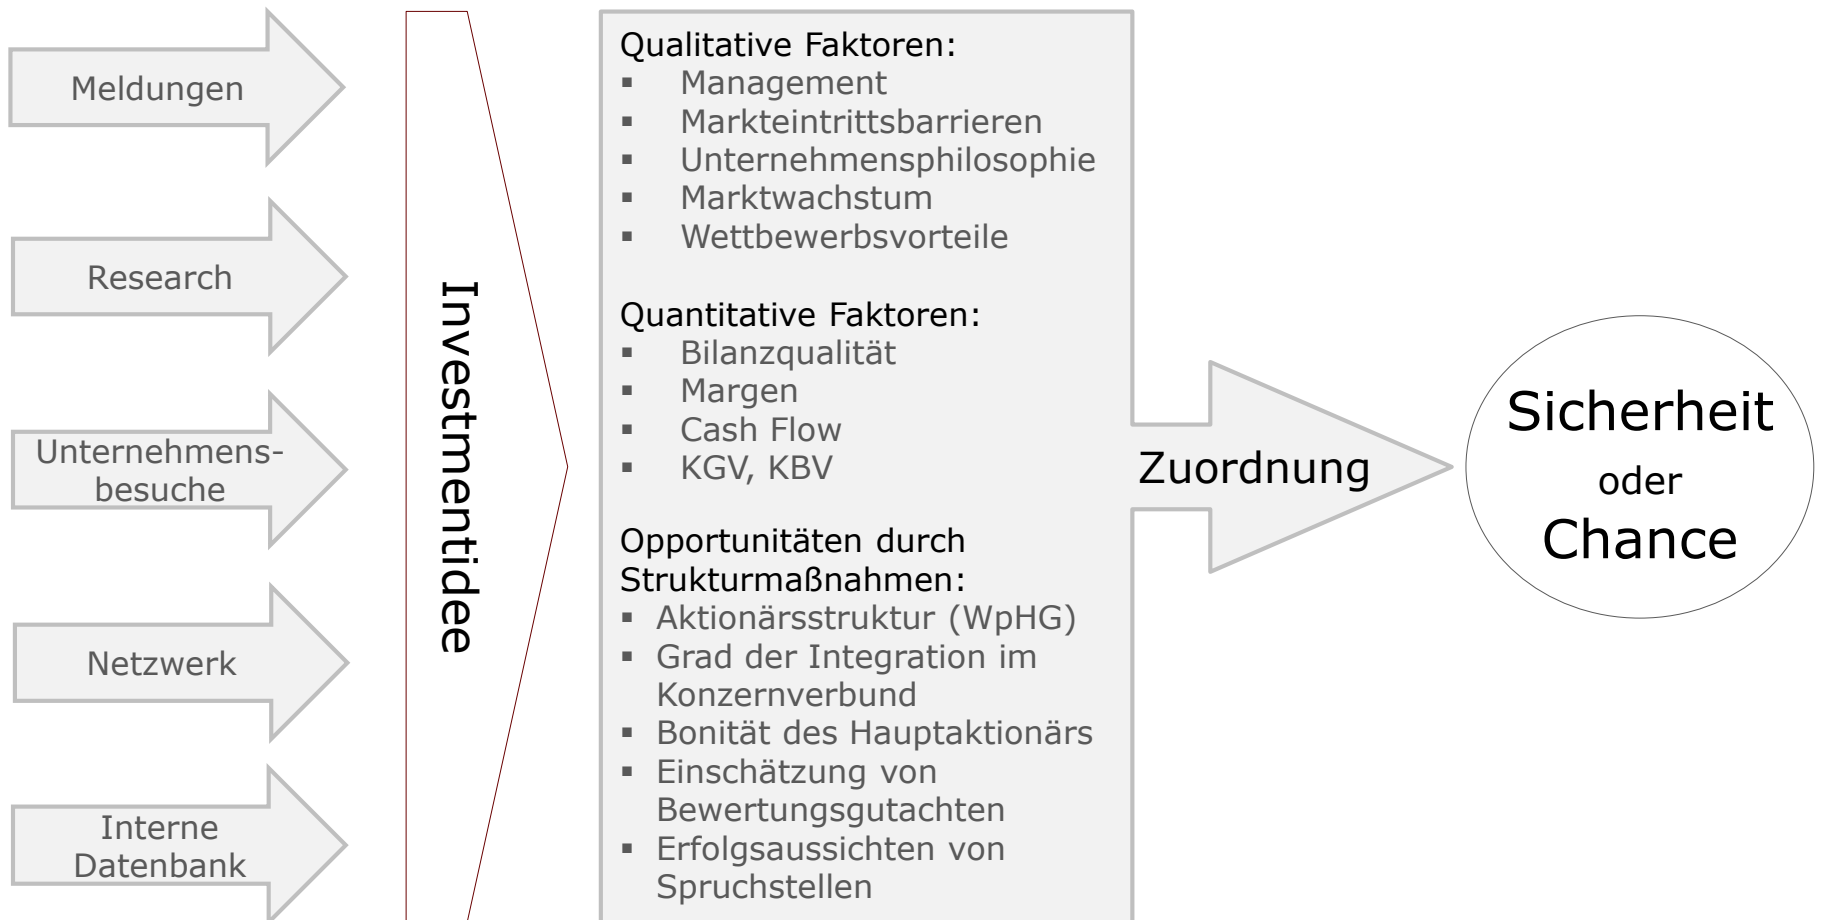 Meldungen
Research
Unternehmens-
besuche
Netzwerk
Interne
Datenbank
Investmentidee
Qualitative Faktoren:
▪ Management
▪ Markteintrittsbarrieren
▪ Unternehmensphilosophie
▪ Marktwachstum
▪ Wettbewerbsvorteile
Quantitative Faktoren:
▪ Bilanzqualität
▪ Margen
▪ Cash Flow
▪ KGV, KBV
Opportunitäten durch
Strukturmaßnahmen:
▪ Aktionärsstruktur (WpHG)
▪ Grad der Integration im
Konzernverbund
▪ Bonität des Hauptaktionärs
▪ Einschätzung von
Bewertungsgutachten
▪ Erfolgsaussichten von
Spruchstellen
Zuordnung
Sicherheit
oder
Chance